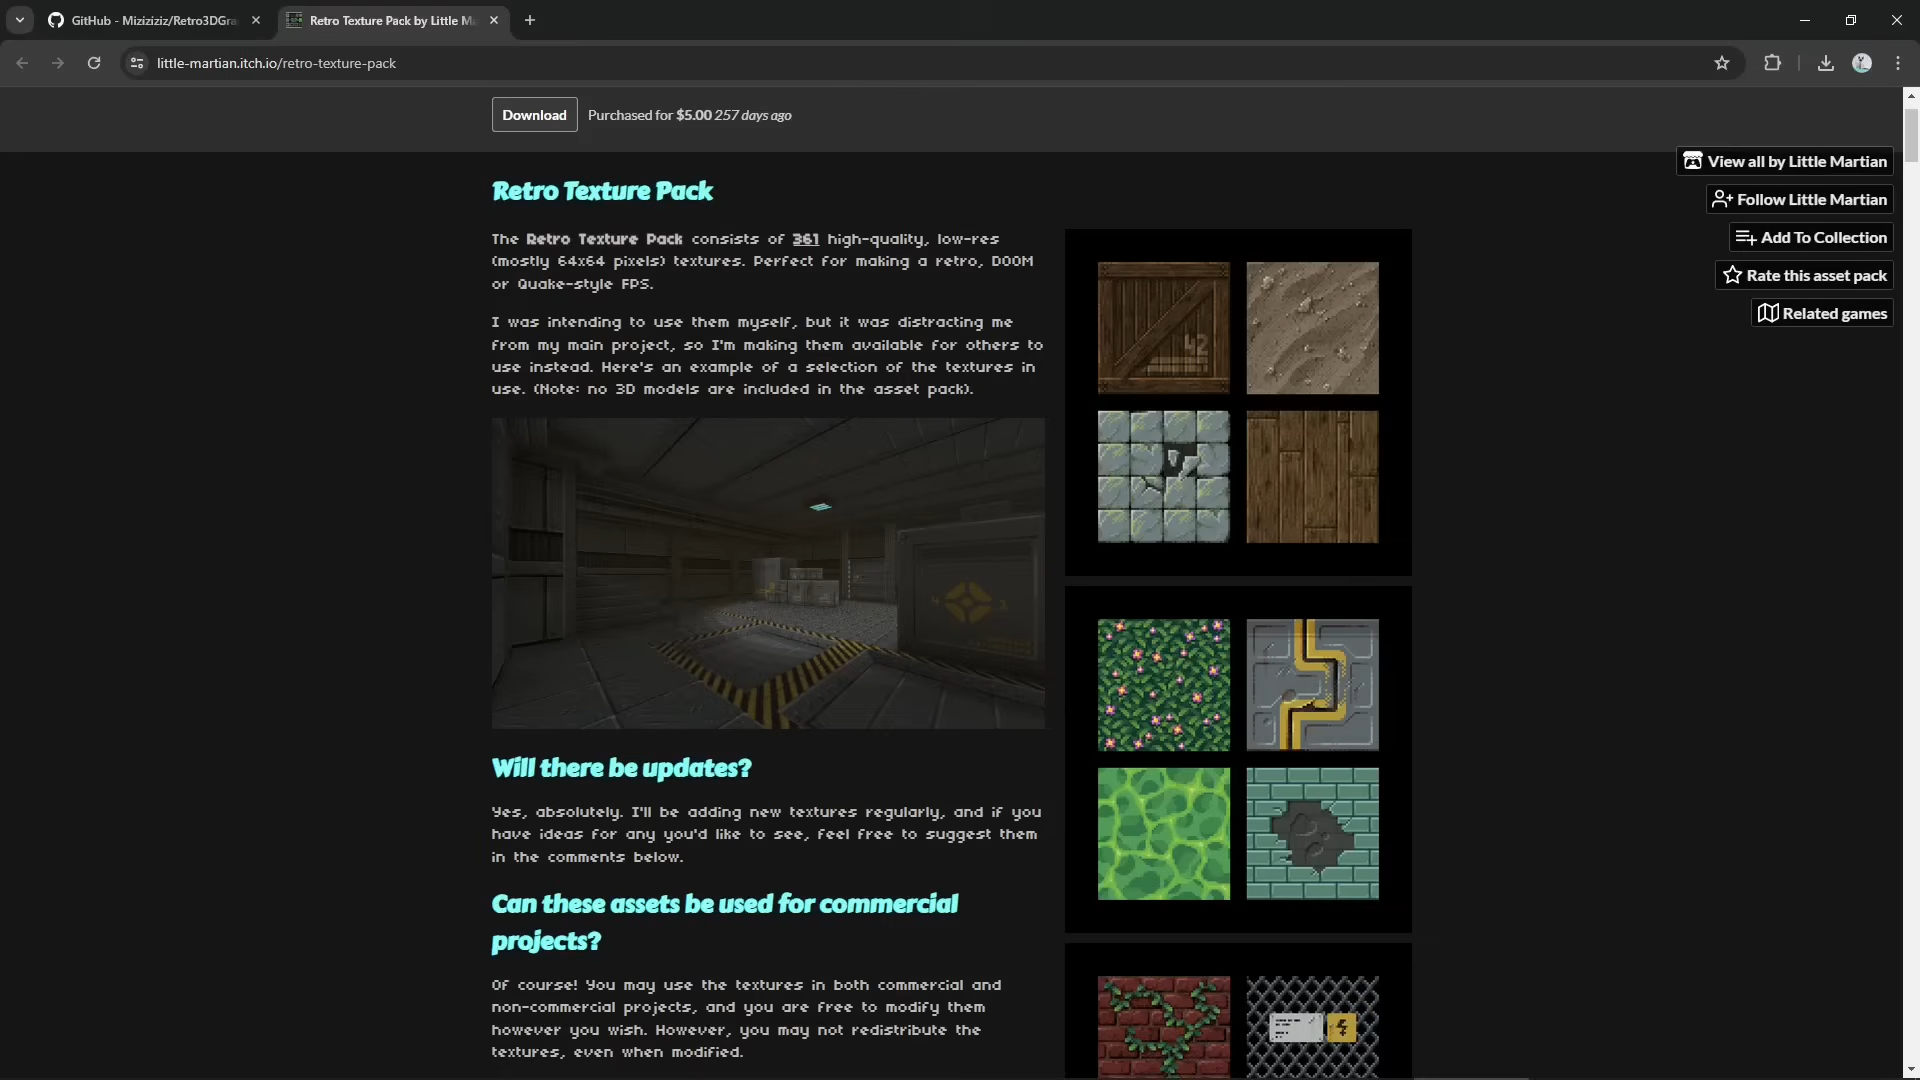 GitHub - Miziziziz/Retro3DGra
Retro Texture Pack by Little Ma
little-martian.itch.io/retro-texture-pack
Download
Purchased for $5.00 257 days ago
View all by Little Martian
Follow Little Martian
Add To Collection
Rate this asset pack
Related games
Retro Texture Pack
The Retro Texture Pack consists of 361 high-quality, low-res
(mostly 64x64 pixels) textures. Perfect for making a retro, DOOM
or Quake-style FPS.
I was intending to use them myself, but it was distracting me
from my main project, so I'm making them available for others to
use instead. Here's an example of a selection of the textures in
use. (Note: no 3D models are included in the asset pack).
42
Will there be updates?
Yes, absolutely. I'll be adding new textures regularly, and if you
have ideas for any you'd like to see, feel free to suggest them
in the comments below.
Can these assets be used for commercial
projects?
Of course! You may use the textures in both commercial and
non-commercial projects, and you are free to modify them
however you wish. However, you may not redistribute the
textures, even when modified.